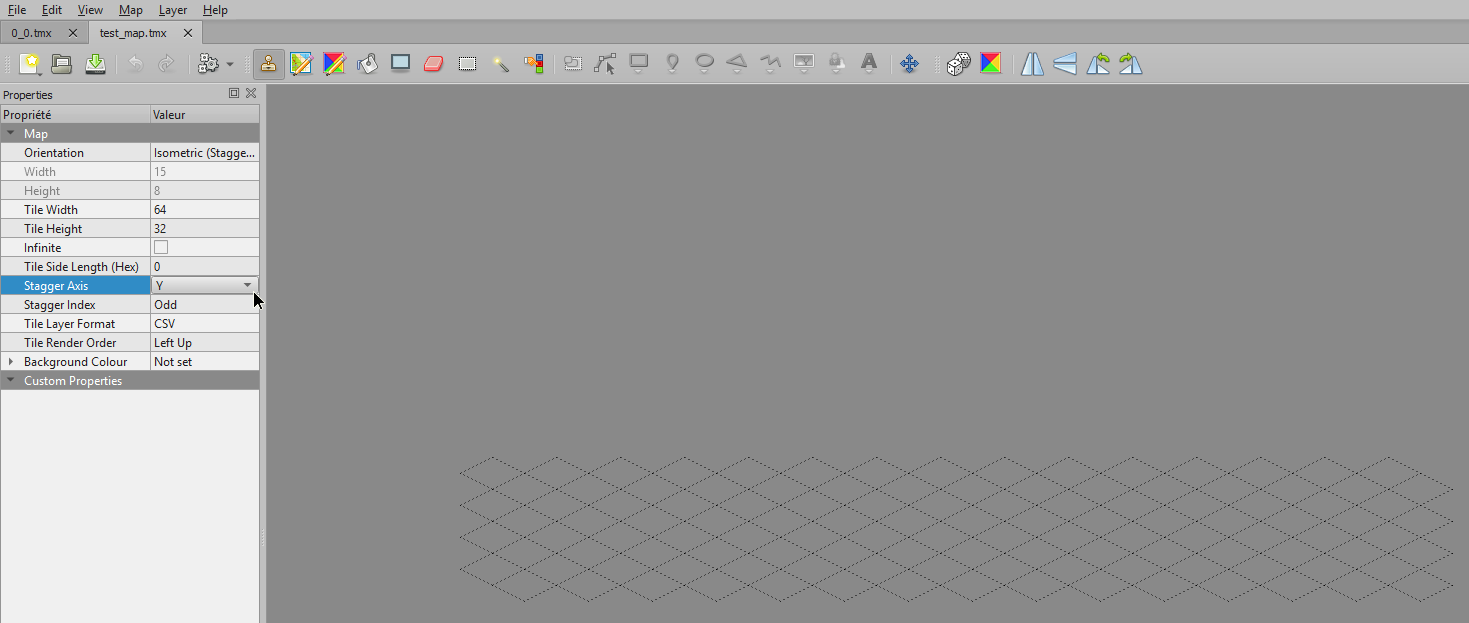 File Edit View Map Layer Help
0_0.tmx test_map.tmx
A
Properties
Propriété Valeur
Map
Orientation Isometric (Stagge...
Width 15
Height 8
Tile Width 64
Tile Height 32
Infinite
Tile Side Length (Hex) 0
Stagger Axis Y
Stagger Index Odd
Tile Layer Format CSV
Tile Render Order Left Up
Background Colour Not set
Custom Properties